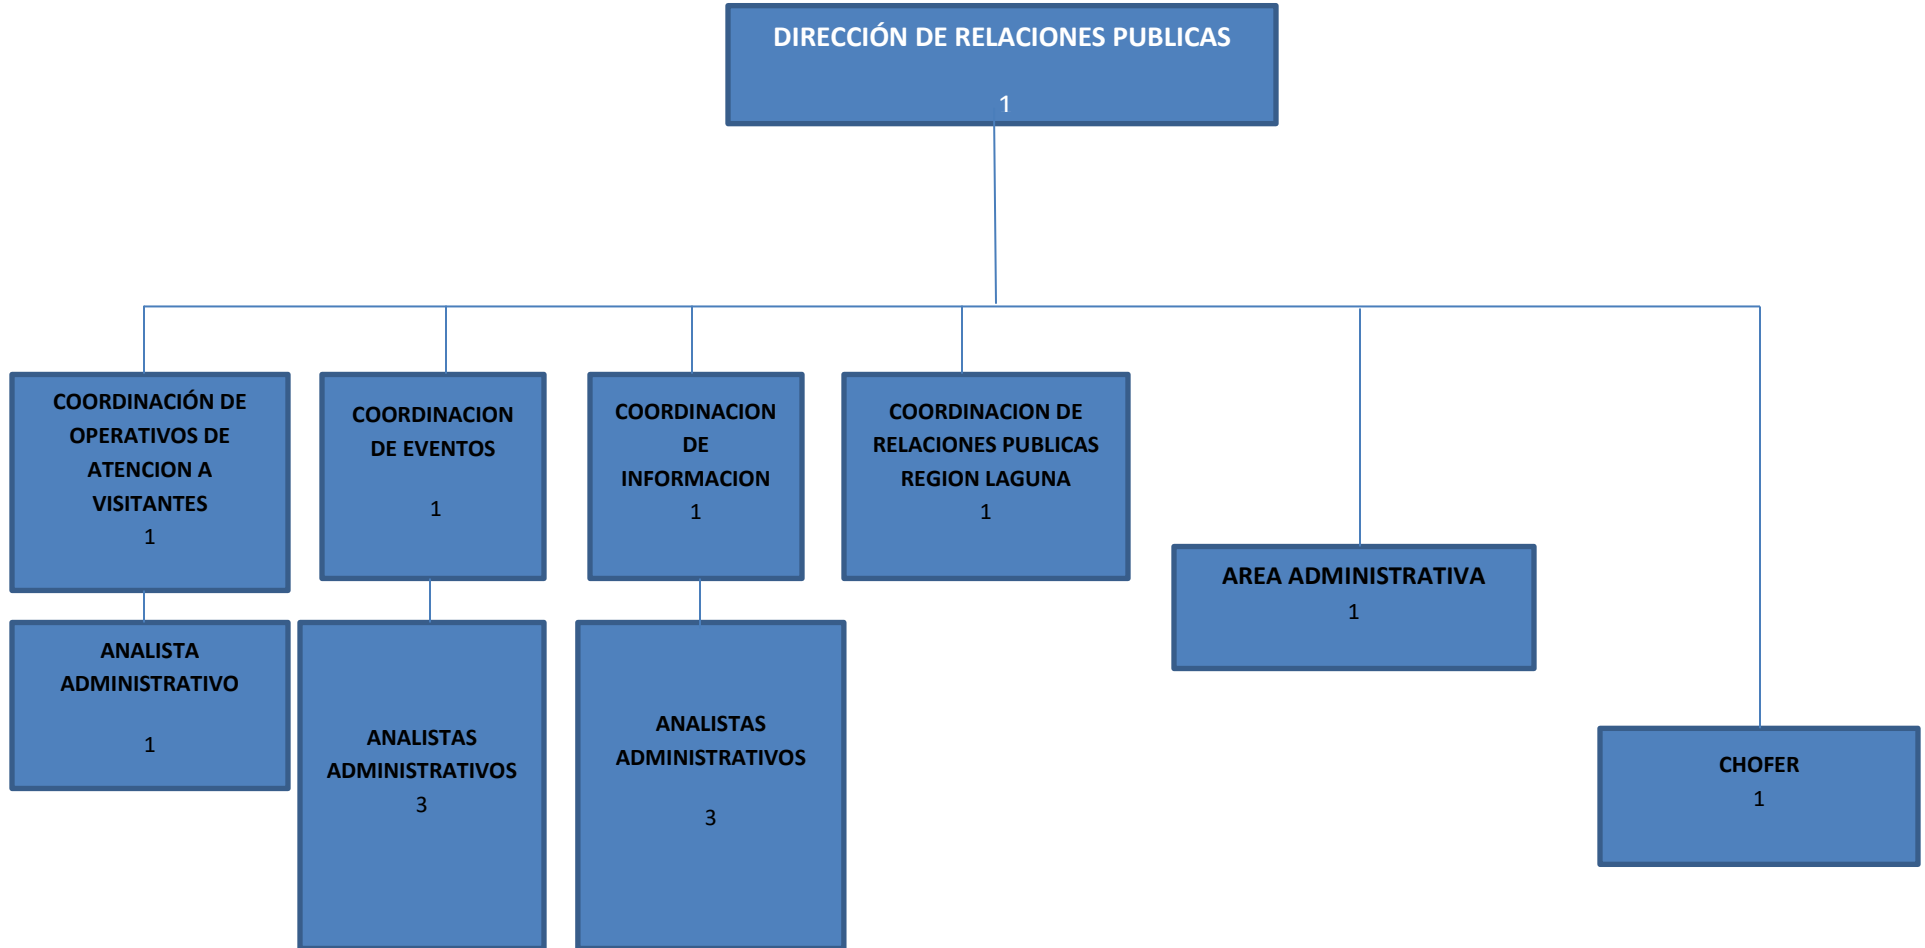 DIRECCIÓN DE RELACIONES PUBLICAS
1
COORDINACIÓN DE
OPERATIVOS DE
ATENCION A
VISITANTES
1
COORDINACION
DE EVENTOS
1
COORDINACION
DE
INFORMACION
1
COORDINACION DE
RELACIONES PUBLICAS
REGION LAGUNA
1
AREA ADMINISTRATIVA
1
ANALISTA
ADMINISTRATIVO
1
ANALISTAS
ADMINISTRATIVOS
3
ANALISTAS
ADMINISTRATIVOS
3
CHOFER
1